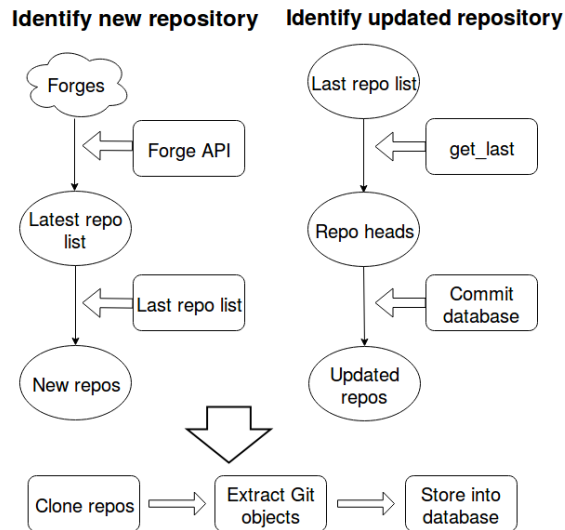 Identify new repository
Forges
Forge API
Latest repo
list
Last repo list
New repos
Identify updated repository
Last repo list
get_last
Repo heads
Commit
database
Updated
repos
Clone repos
Extract Git
objects
Store into
database